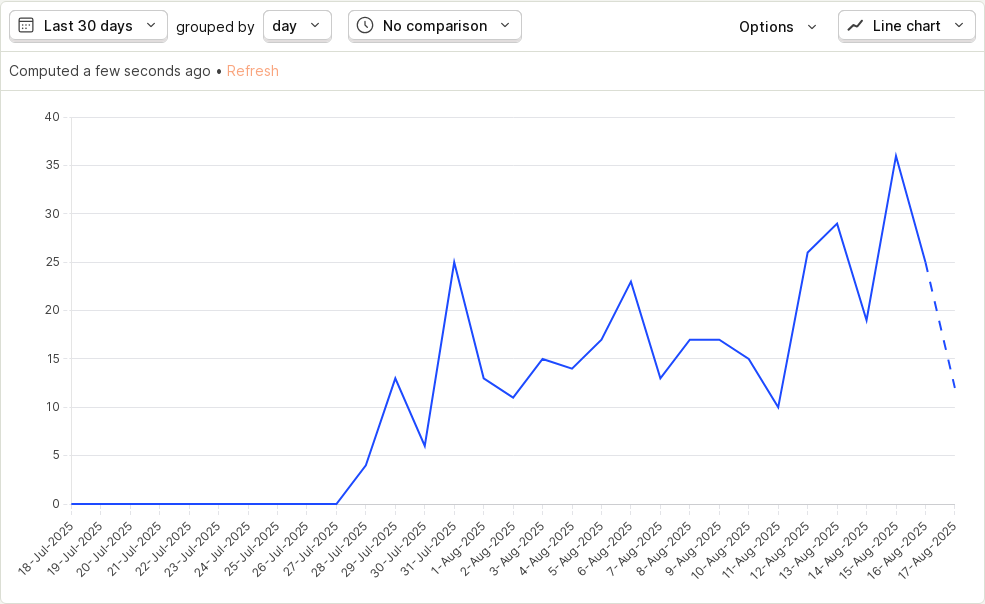 Last 30 days grouped by day No comparison Options Line chart
Computed a few seconds ago • Refresh
40
35
30
25
20
15
10
5
0
18-Jul-2025
19-Jul-2025
20-Jul-2025
21-Jul-2025
22-Jul-2025
23-Jul-2025
24-Jul-2025
25-Jul-2025
26-Jul-2025
27-Jul-2025
28-Jul-2025
29-Jul-2025
30-Jul-2025
31-Jul-2025
1-Aug-2025
2-Aug-2025
3-Aug-2025
4-Aug-2025
5-Aug-2025
6-Aug-2025
7-Aug-2025
8-Aug-2025
9-Aug-2025
10-Aug-2025
11-Aug-2025
12-Aug-2025
13-Aug-2025
14-Aug-2025
15-Aug-2025
16-Aug-2025
17-Aug-2025